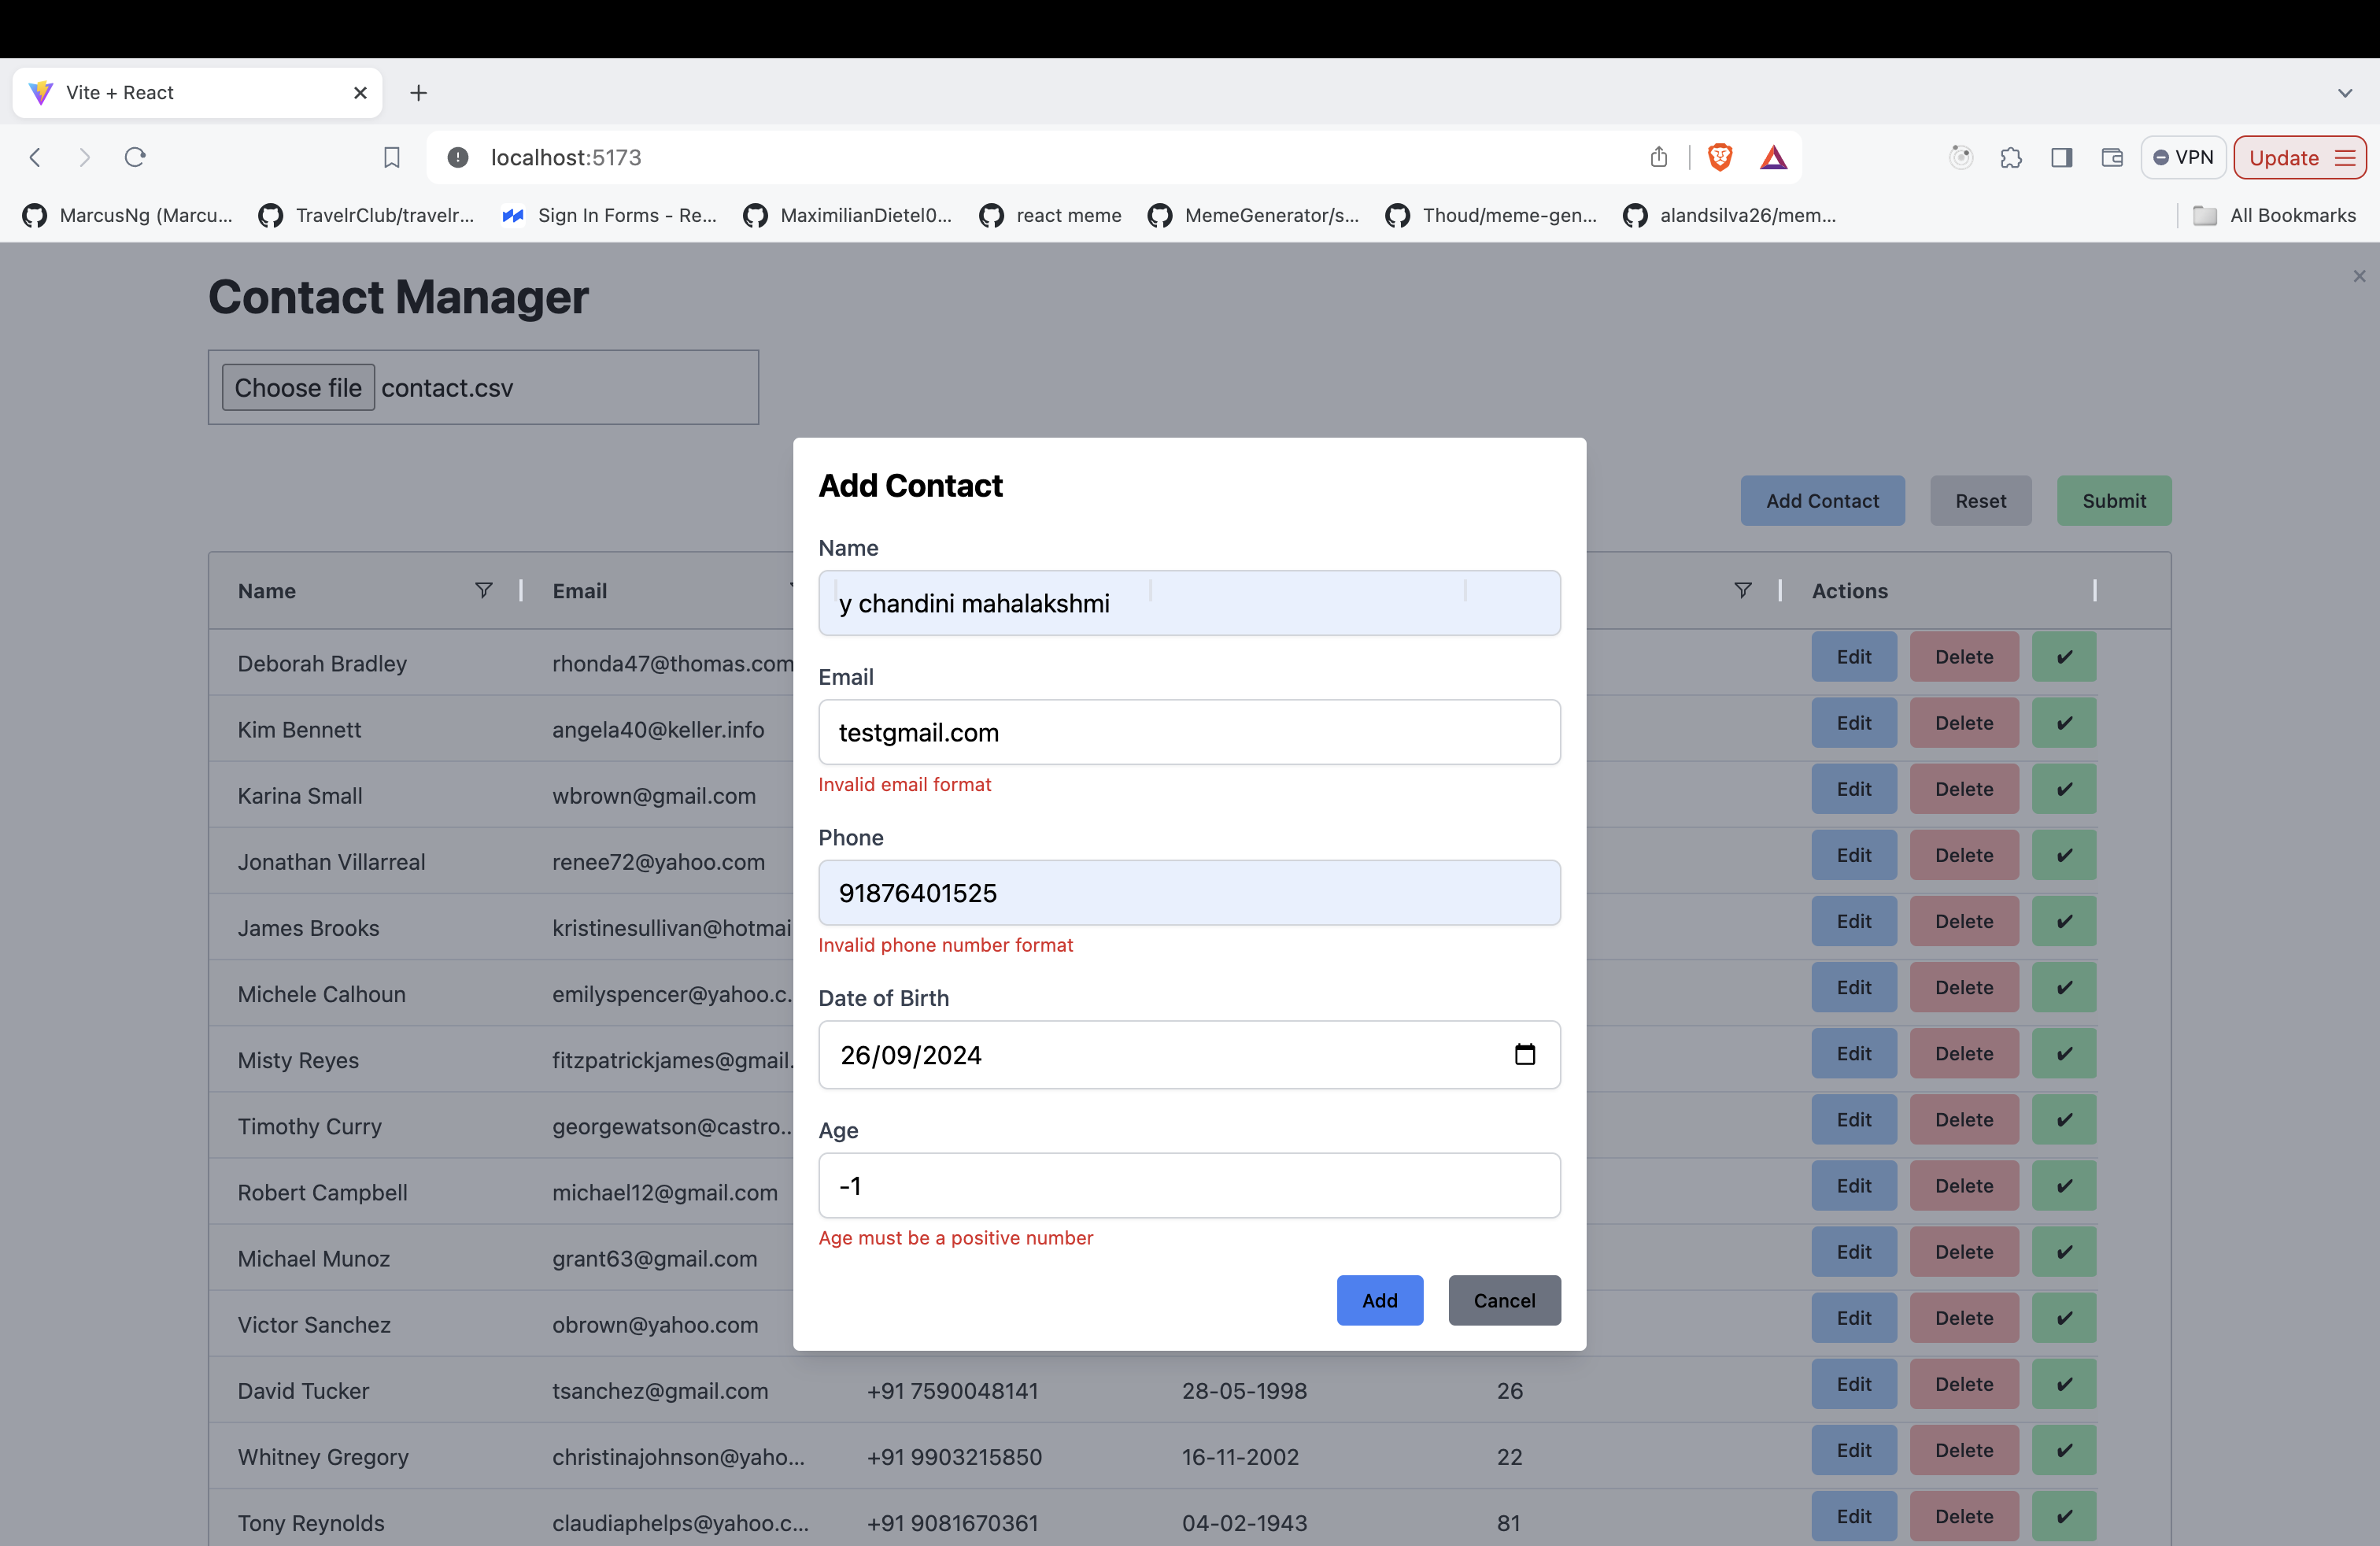 Vite + React
localhost:5173
VPN
Update
MarcusNg (Marcu...
TravelrClub/travelr...
Sign In Forms - Re...
MaximilianDietel0...
react meme
MemeGenerator/s...
Thoud/meme-gen...
alandsilva26/mem...
All Bookmarks
Contact Manager
Choose file contact.csv
Add Contact
Reset
Submit
Name
Email
Actions
Deborah Bradley rhonda47@thomas.com Edit Delete ✔
Kim Bennett angela40@keller.info Edit Delete ✔
Karina Small wbrown@gmail.com Edit Delete ✔
Jonathan Villarreal renee72@yahoo.com Edit Delete ✔
James Brooks kristinesullivan@hotmai Edit Delete ✔
Michele Calhoun emilyspencer@yahoo.c.. Edit Delete ✔
Misty Reyes fitzpatrickjames@gmail. Edit Delete ✔
Timothy Curry georgewatson@castro.. Edit Delete ✔
Robert Campbell michael12@gmail.com Edit Delete ✔
Michael Munoz grant63@gmail.com Edit Delete ✔
Victor Sanchez obrown@yahoo.com Edit Delete ✔
David Tucker tsanchez@gmail.com +91 7590048141 28-05-1998 26 Edit Delete ✔
Whitney Gregory christinajohnson@yaho... +91 9903215850 16-11-2002 22 Edit Delete ✔
Tony Reynolds claudiaphelps@yahoo.c... +91 9081670361 04-02-1943 81 Edit Delete ✔
Add Contact
Name
y chandini mahalakshmi
Email
testgmail.com
Invalid email format
Phone
91876401525
Invalid phone number format
Date of Birth
26/09/2024
Age
-1
Age must be a positive number
Add
Cancel